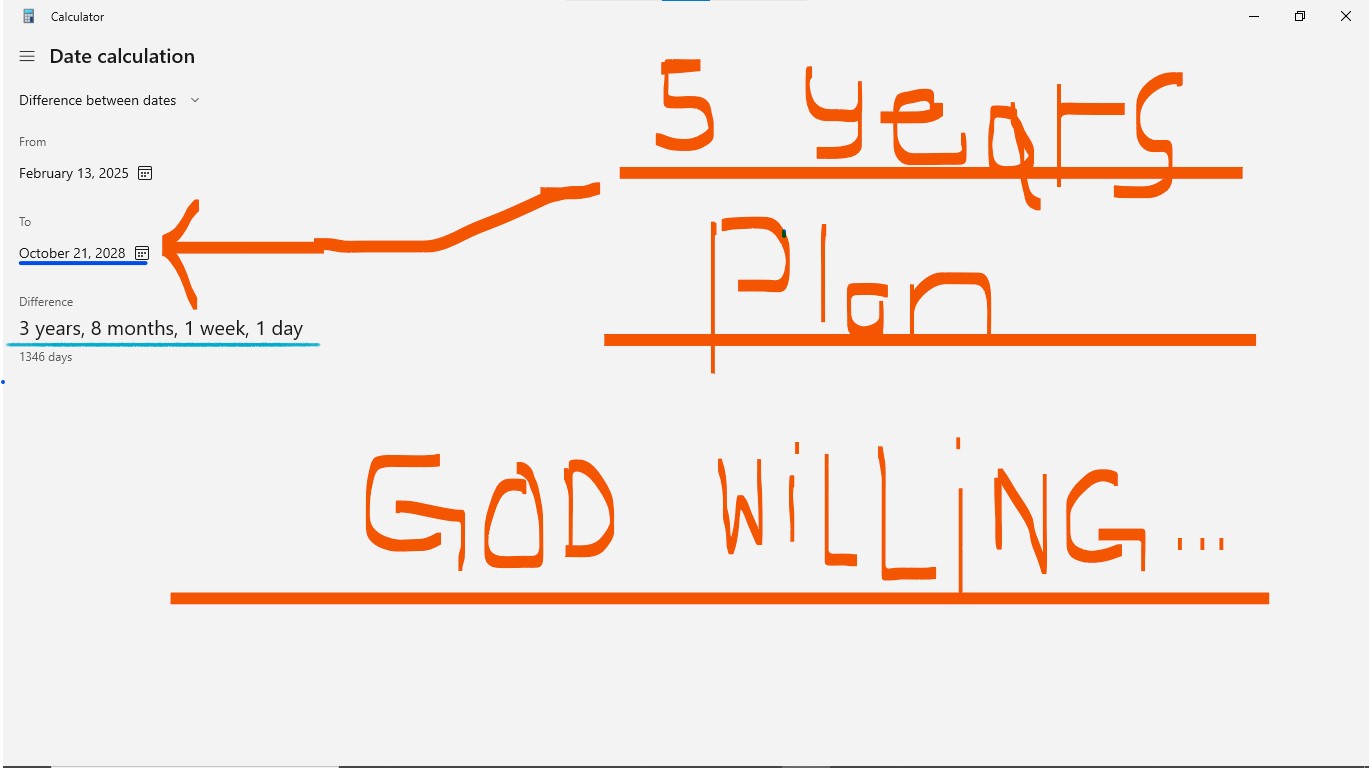 Calculator
Date calculation
Difference between dates
From
February 13, 2025
To
October 21, 2028
Difference
3 years, 8 months, 1 week, 1 day
1346 days
5 years
Plan
GOD WiLLiNG...